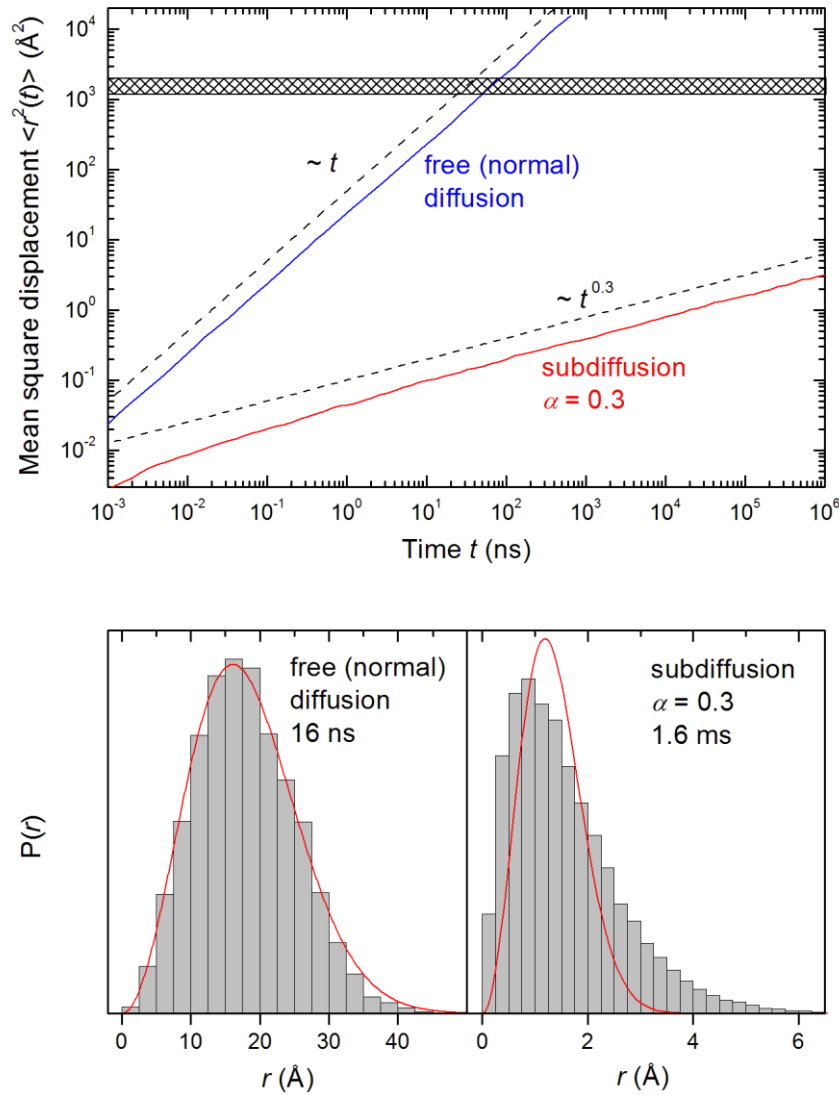 Mean square displacement <r²(t)> (Å²)
10⁴
10³
10²
10¹
10⁰
10⁻¹
10⁻²
~ t
free (normal)
diffusion
~ t⁰·³
subdiffusion
α = 0.3
10⁻³ 10⁻² 10⁻¹ 10⁰ 10¹ 10² 10³ 10⁴ 10⁵ 10⁶
Time t (ns)
P(r)
free (normal)
diffusion
16 ns
0 10 20 30 40
r (Å)
subdiffusion
α = 0.3
1.6 ms
0 2 4 6
r (Å)